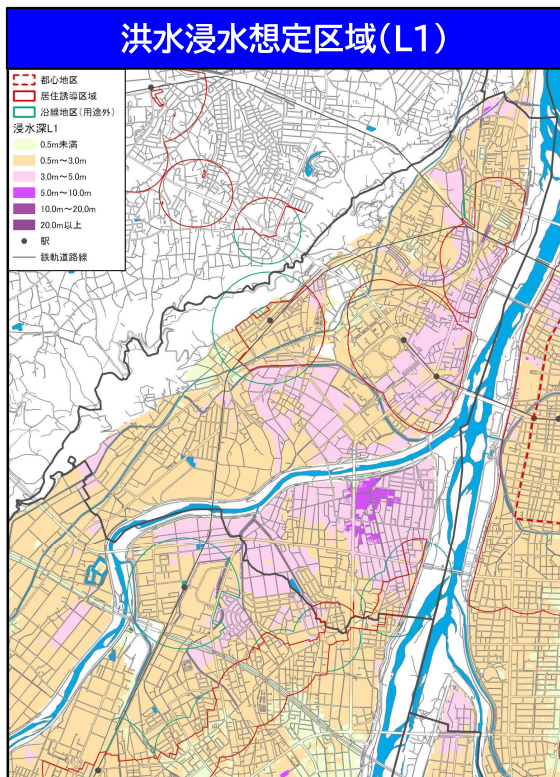 洪水浸水想定区域(L1)
都心地区
居住誘導区域
沿線地区(用途外)
浸水深L1
0.5m未満
0.5m～3.0m
3.0m～5.0m
5.0m～10.0m
10.0m～20.0m
20.0m以上
駅
鉄軌道路線